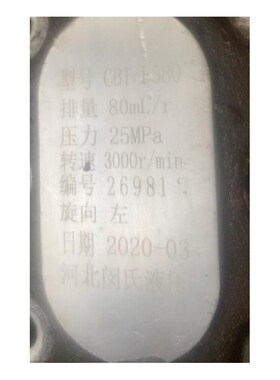 型号 CBT-
排量 80mL/r
压力 25MPa
转速 3000r/min
编号 26981
旋向 左
日期 2020-03
河北闵氏液